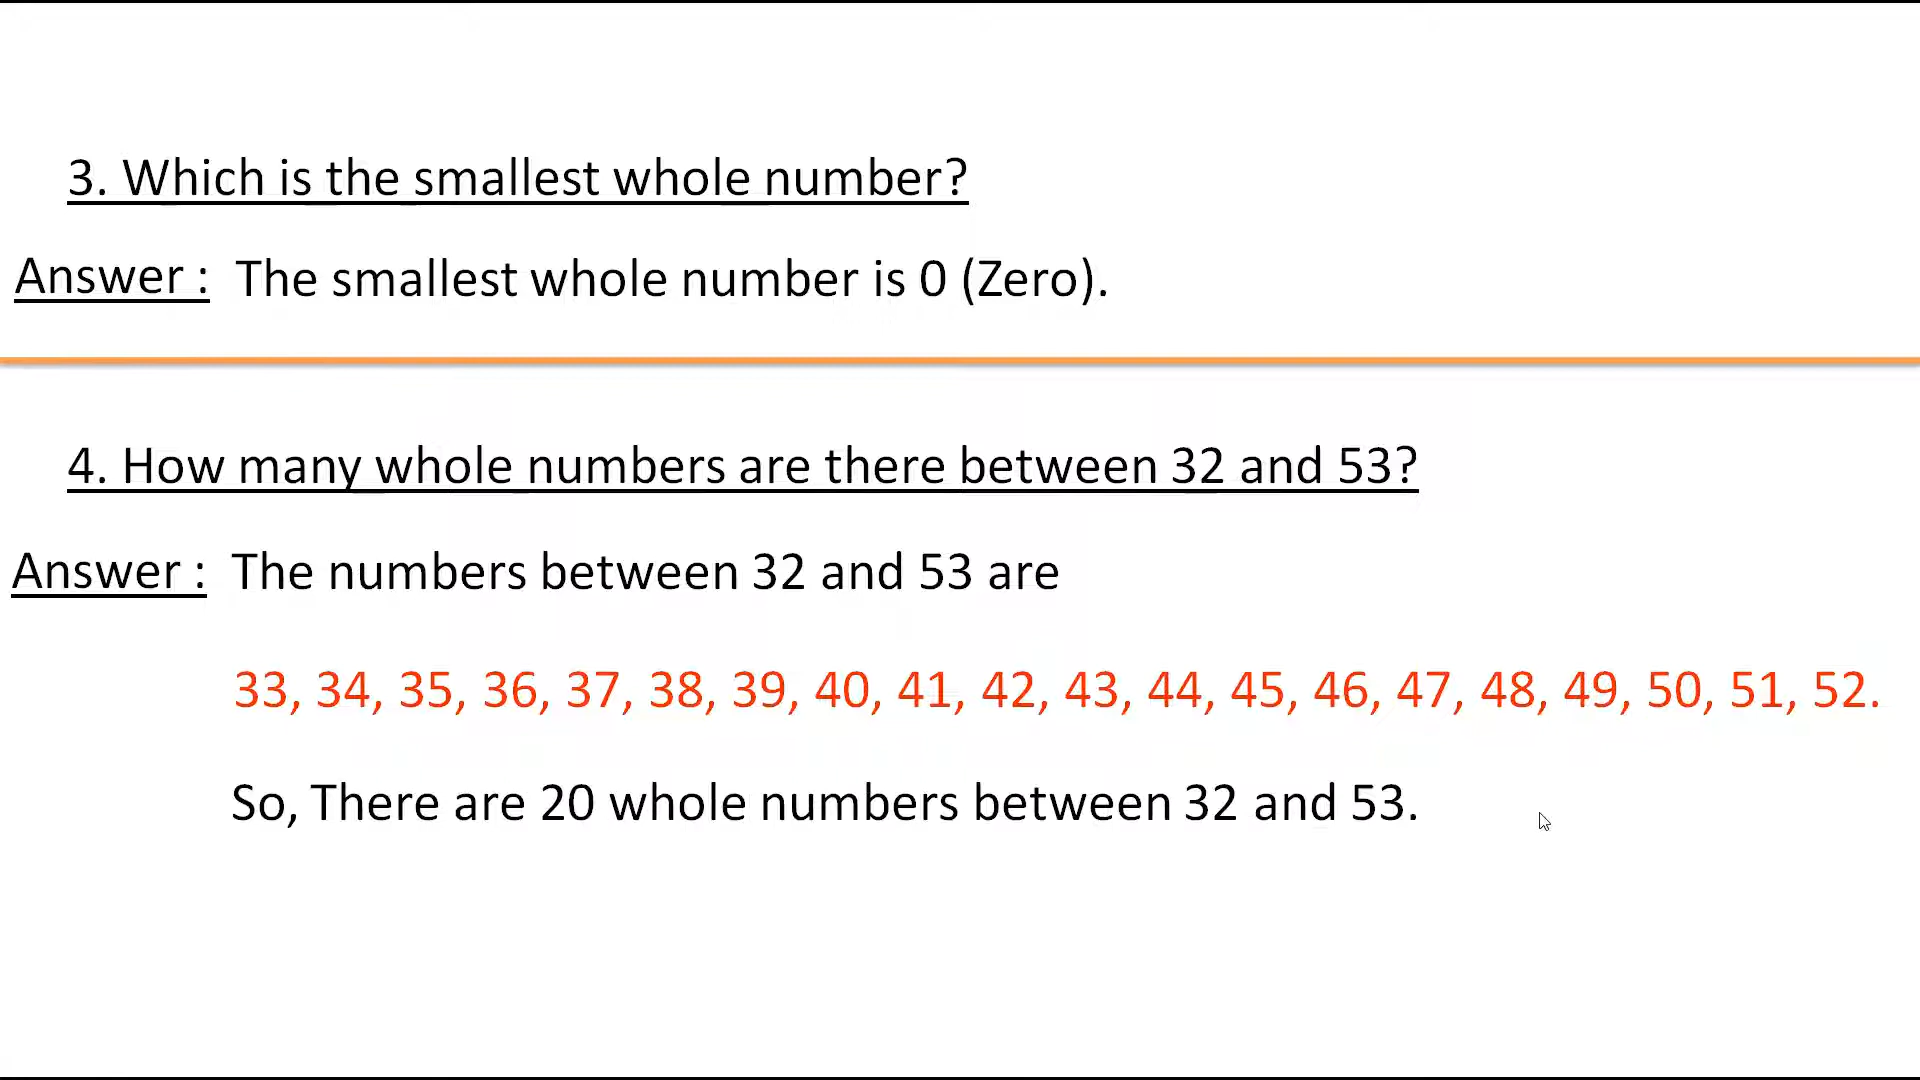 3. Which is the smallest whole number?
Answer : The smallest whole number is 0 (Zero).
4. How many whole numbers are there between 32 and 53?
Answer : The numbers between 32 and 53 are
33, 34, 35, 36, 37, 38, 39, 40, 41, 42, 43, 44, 45, 46, 47, 48, 49, 50, 51, 52.
So, There are 20 whole numbers between 32 and 53.